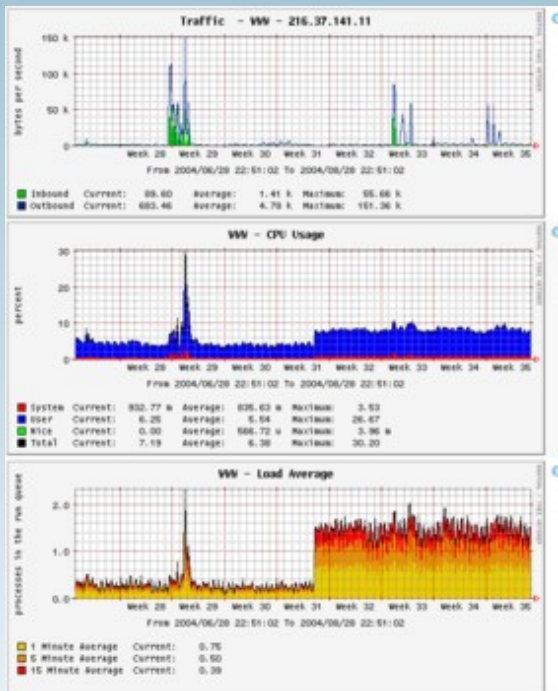 Traffic - WWW - 216.37.141.11
bytes per second
150 k
100 k
50 k
0
Week 28 Week 29 Week 30 Week 31 Week 32 Week 33 Week 34 Week 35
From 2004/06/28 22:51:02 To 2004/08/28 22:51:02
Inbound Current: 89.60 Average: 1.41 k Maximum: 55.66 k
Outbound Current: 683.46 Average: 4.78 k Maximum: 151.36 k
WWW - CPU Usage
percent
30
20
10
0
Week 28 Week 29 Week 30 Week 31 Week 32 Week 33 Week 34 Week 35
From 2004/06/28 22:51:02 To 2004/08/28 22:51:02
System Current: 932.77 m Average: 835.63 m Maximum: 3.53
User Current: 6.25 Average: 5.54 Maximum: 26.67
Nice Current: 0.00 Average: 586.72 u Maximum: 3.96 m
Total Current: 7.19 Average: 6.38 Maximum: 30.20
WWW - Load Average
processes in the run queue
2.0
1.0
0.0
Week 28 Week 29 Week 30 Week 31 Week 32 Week 33 Week 34 Week 35
From 2004/06/28 22:51:02 To 2004/08/28 22:51:02
1 Minute Average Current: 0.75
5 Minute Average Current: 0.50
15 Minute Average Current: 0.39